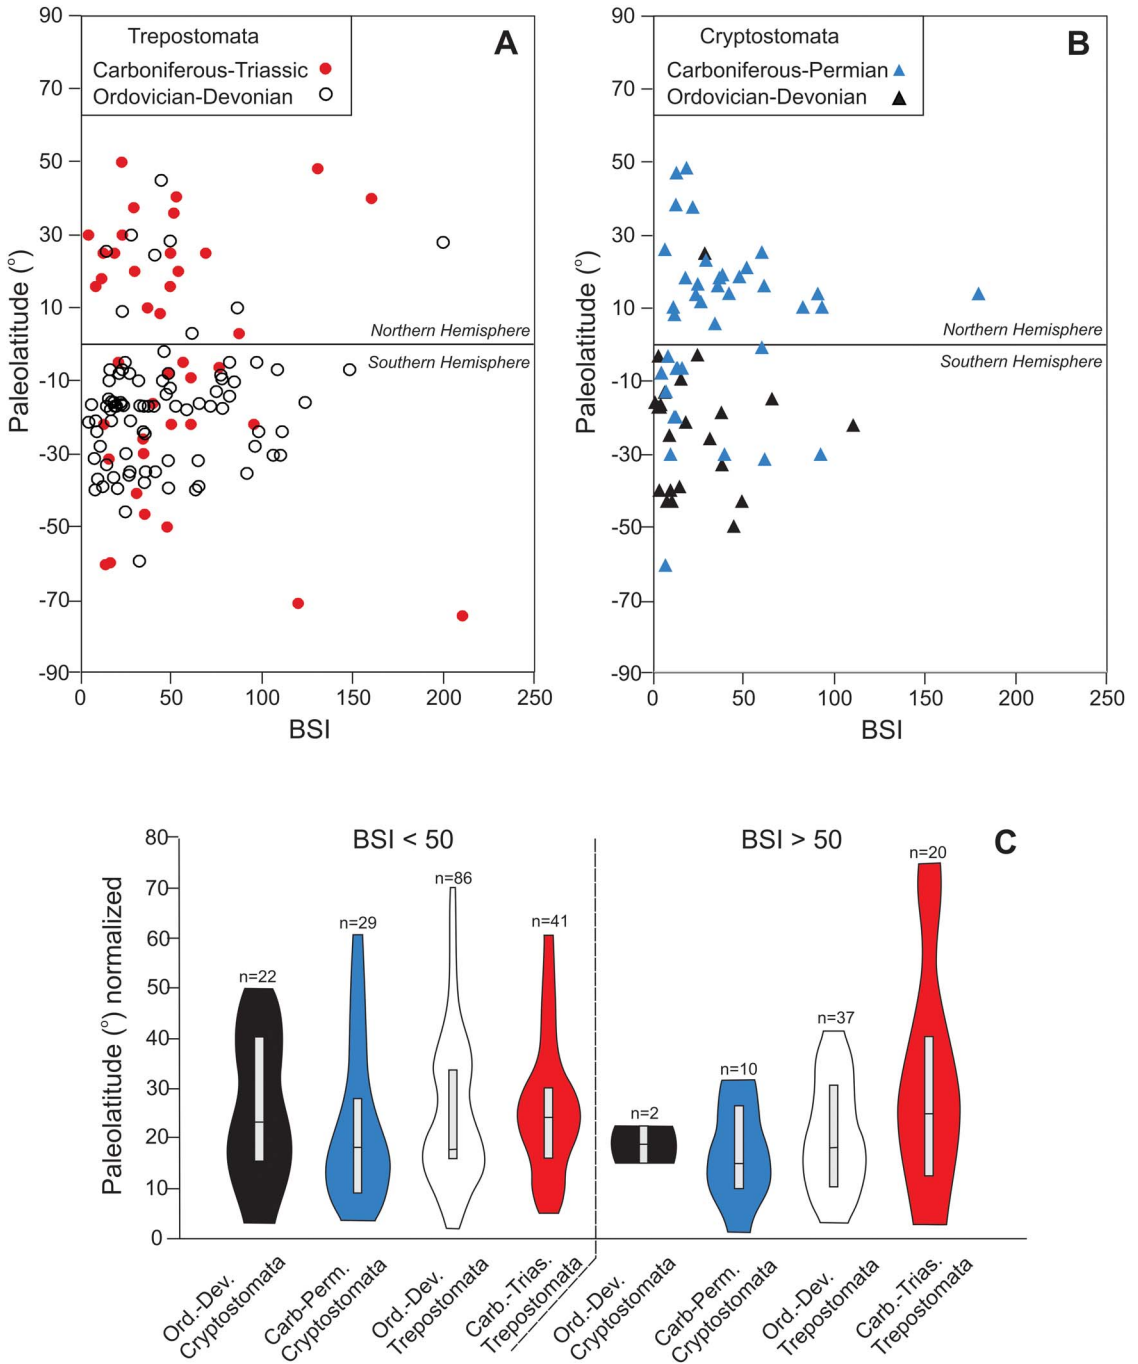 Trepostomata
Carboniferous-Triassic
Ordovician-Devonian
A
90
70
50
30
10
-10
-30
-50
-70
-90
Paleolatitude (°)
Northern Hemisphere
Southern Hemisphere
0 50 100 150 200 250
BSI
Cryptostomata
Carboniferous-Permian
Ordovician-Devonian
B
90
70
50
30
10
-10
-30
-50
-70
-90
Paleolatitude (°)
Northern Hemisphere
Southern Hemisphere
0 50 100 150 200 250
BSI
BSI < 50
BSI > 50
C
80
70
60
50
40
30
20
10
0
Paleolatitude (°) normalized
n=22
n=29
n=86
n=41
n=2
n=10
n=37
n=20
Ord.-Dev.
Cryptostomata
Carb-Perm.
Cryptostomata
Ord.-Dev.
Trepostomata
Carb.-Trias.
Trepostomata
Ord.-Dev.
Cryptostomata
Carb-Perm.
Cryptostomata
Ord.-Dev.
Trepostomata
Carb.-Trias.
Trepostomata